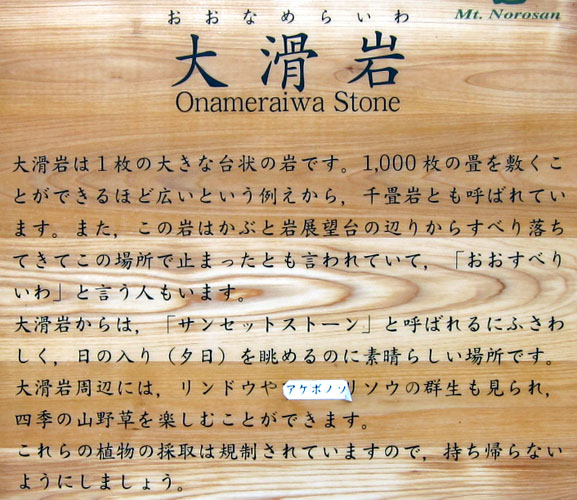 Mt. Norosan
おおなめらいわ
大滑岩
Onameraiwa Stone
大滑岩は1枚の大きな台状の岩です。1,000枚の畳を敷くこ
とができるほど広いという例えから，千畳岩とも呼ばれてい
ます。また，この岩はかぶと岩展望台の辺りからすべり落ち
てきてこの場所で止まったとも言われていて，「おおすべり
いわ」と言う人もいます。
大滑岩からは，「サンセットストーン」と呼ばれるにふさわ
しく，日の入り（夕日）を眺めるのに素晴らしい場所です。
大滑岩周辺には，リンドウやアケボノソリソウの群生も見られ，
四季の山野草を楽しむことができます。
これらの植物の採取は規制されていますので，持ち帰らない
ようにしましょう。